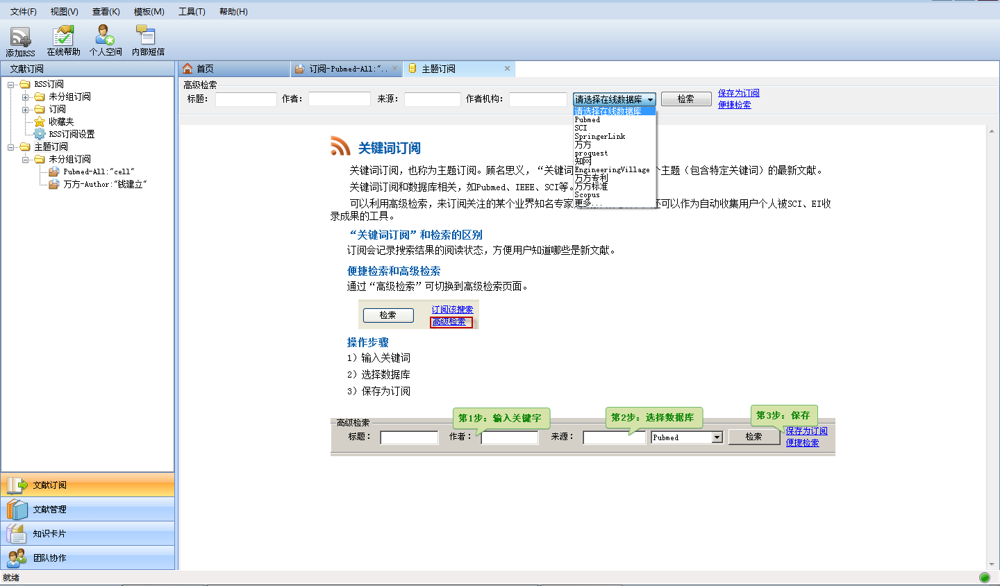 文件(F) 视图(V) 查看(K) 模板(M) 工具(T) 帮助(H)
添加RSS 在线帮助 个人空间 内部短信
文献订阅
RSS订阅
未分组订阅
订阅
收藏夹
RSS订阅设置
主题订阅
未分组订阅
Pubmed-All:"cell"
万方-Author:"钱建立"
文献订阅
文献管理
知识卡片
团队协作
就绪
首页 订阅-Pubmed-All:".. 主题订阅
高级检索
标题: 作者: 来源: 作者机构: 请选择在线数据库 检索 保存为订阅
便捷检索
请选择在线数据库
Pubmed
SCI
SpringerLink
万方
proquest
知网
EngineeringVillage
万方专利
万方标准
Scopus
更多...
关键词订阅
关键词订阅，也称为主题订阅。顾名思义，“关键词 个主题（包含特定关键词）的最新文献。
关键词订阅和数据库相关，如Pubmed、IEEE、SCI等。
可以利用高级检索，来订阅关注的某个业界知名专家 还可以作为自动收集用户个人被SCI、EI收
录成果的工具。
“关键词订阅”和检索的区别
订阅会记录搜索结果的阅读状态，方便用户知道哪些是新文献。
便捷检索和高级检索
通过“高级检索”可切换到高级检索页面。
检索 订阅该搜索
高级检索
操作步骤
1）输入关键词
2）选择数据库
3）保存为订阅
第1步：输入关键字 第2步：选择数据库 第3步：保存
高级检索
标题： 作者： 来源： Pubmed 检索 保存为订阅
便捷检索